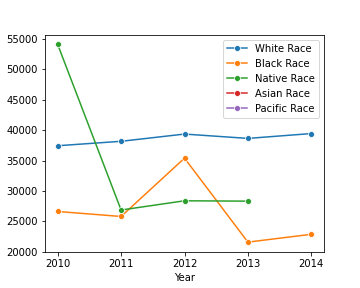 55000
50000
45000
40000
35000
30000
25000
20000
White Race
Black Race
Native Race
Asian Race
Pacific Race
2010 2011 2012 2013 2014
Year